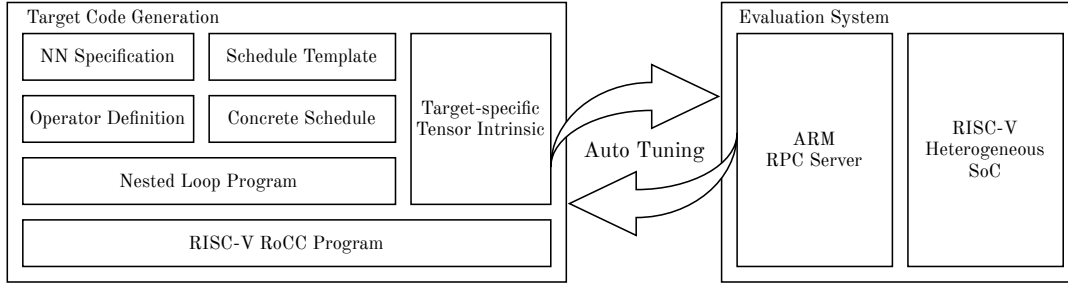 Target Code Generation
NN Specification
Schedule Template
Operator Definition
Concrete Schedule
Target-specific
Tensor Intrinsic
Nested Loop Program
RISC-V RoCC Program
Auto Tuning
Evaluation System
ARM
RPC Server
RISC-V
Heterogeneous
SoC